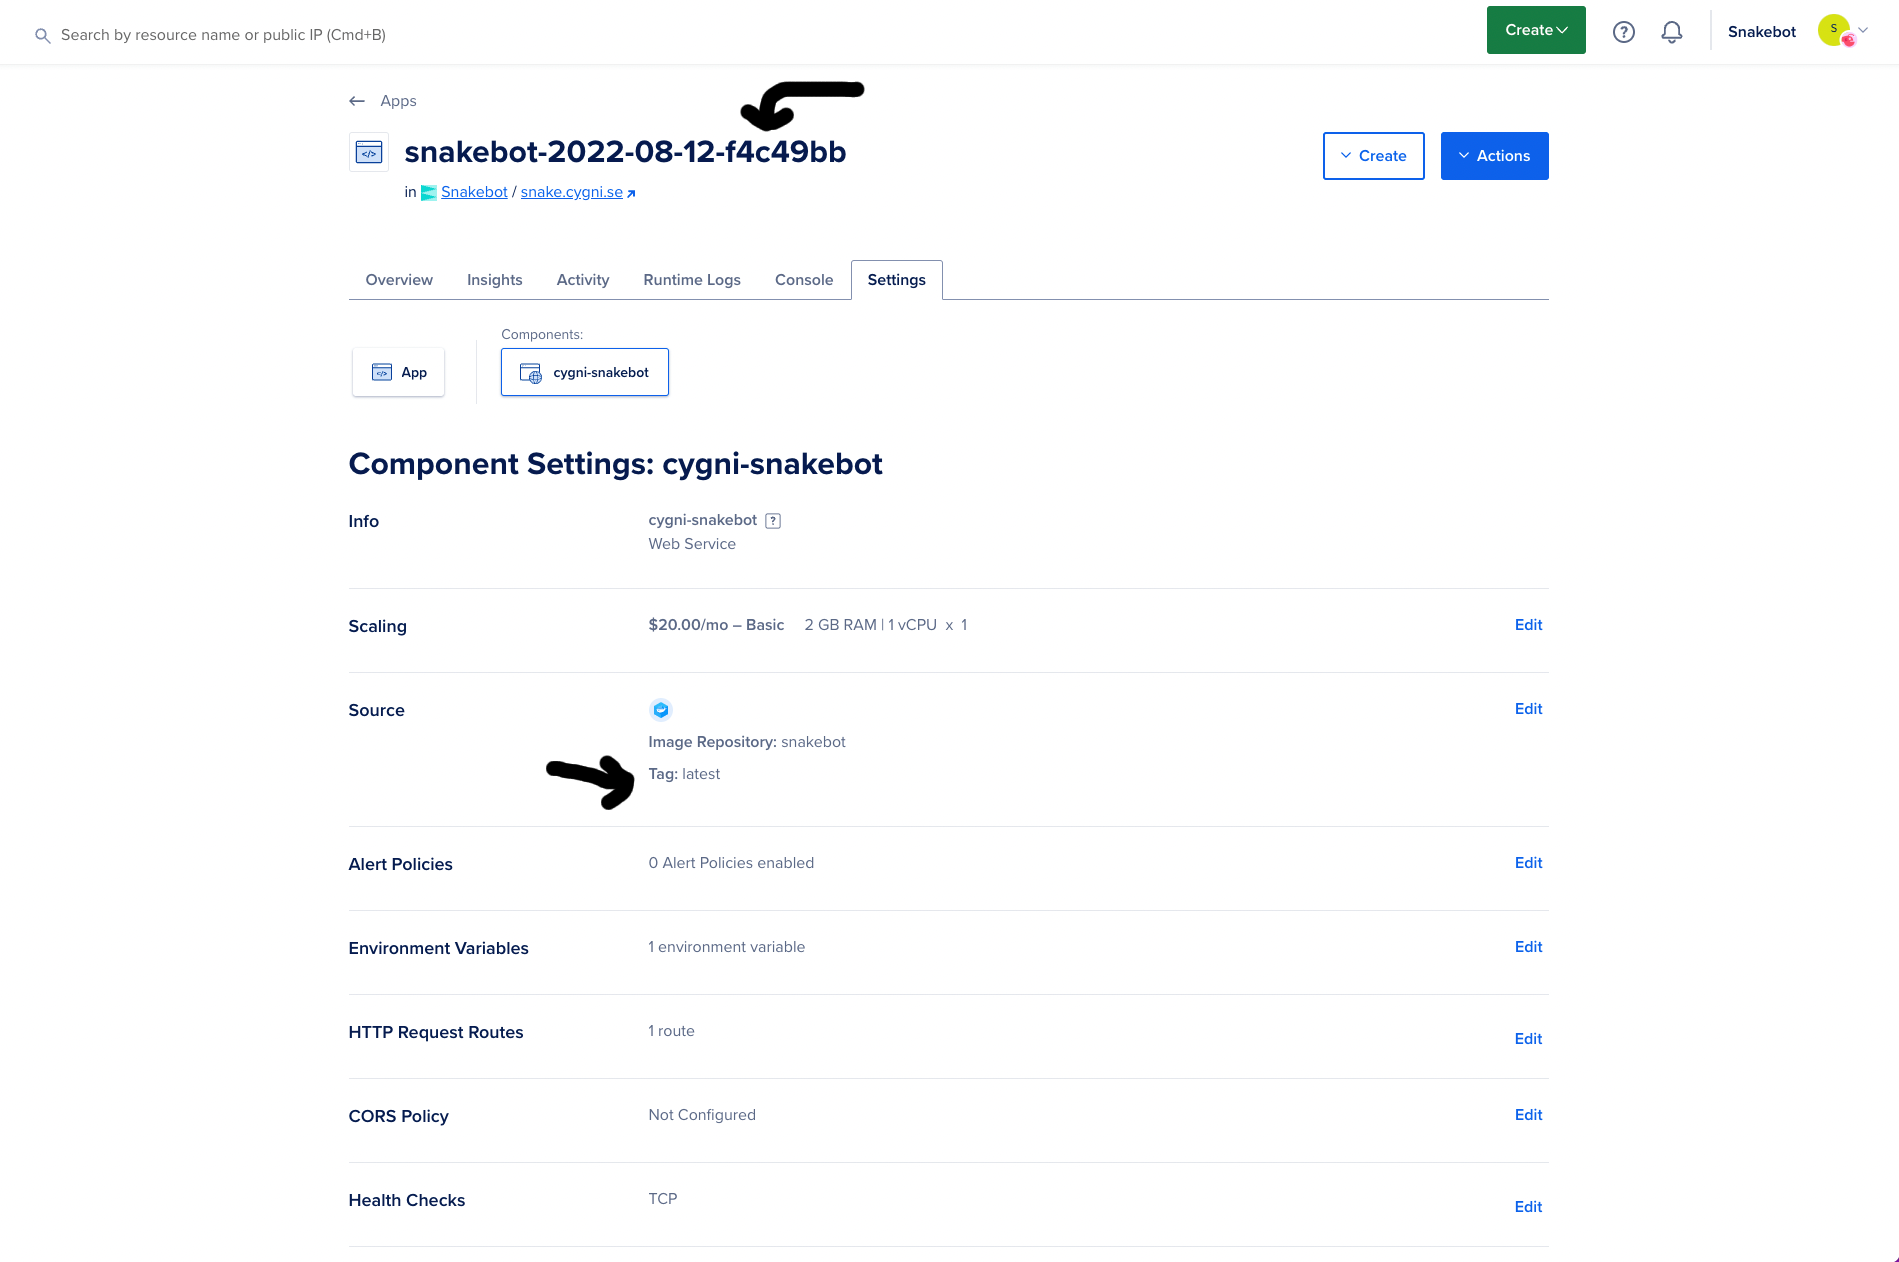 Search by resource name or public IP (Cmd+B)
Create
Snakebot
S
Apps
snakebot-2022-08-12-f4c49bb
in Snakebot / snake.cygni.se
Create
Actions
Overview Insights Activity Runtime Logs Console Settings
Components:
App
cygni-snakebot
Component Settings: cygni-snakebot
Info
cygni-snakebot
Web Service
Scaling
$20.00/mo – Basic 2 GB RAM | 1 vCPU x 1
Edit
Source
Edit
Image Repository: snakebot
Tag: latest
Alert Policies
0 Alert Policies enabled
Edit
Environment Variables
1 environment variable
Edit
HTTP Request Routes
1 route
Edit
CORS Policy
Not Configured
Edit
Health Checks
TCP
Edit